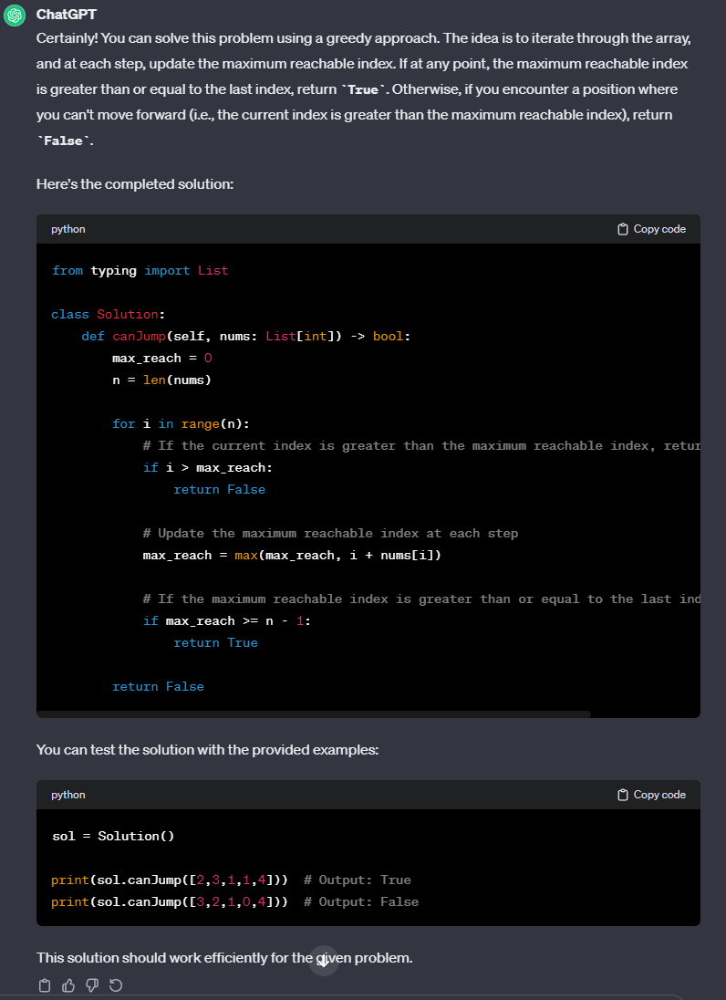 ChatGPT
Certainly! You can solve this problem using a greedy approach. The idea is to iterate through the array,
and at each step, update the maximum reachable index. If at any point, the maximum reachable index
is greater than or equal to the last index, return `True`. Otherwise, if you encounter a position where
you can't move forward (i.e., the current index is greater than the maximum reachable index), return
`False`.
Here's the completed solution:
python Copy code
from typing import List
class Solution:
    def canJump(self, nums: List[int]) -> bool:
        max_reach = 0
        n = len(nums)
        for i in range(n):
            # If the current index is greater than the maximum reachable index, retur
            if i > max_reach:
                return False
            # Update the maximum reachable index at each step
            max_reach = max(max_reach, i + nums[i])
            # If the maximum reachable index is greater than or equal to the last ind
            if max_reach >= n - 1:
                return True
        return False
You can test the solution with the provided examples:
python Copy code
sol = Solution()
print(sol.canJump([2,3,1,1,4]))  # Output: True
print(sol.canJump([3,2,1,0,4]))  # Output: False
This solution should work efficiently for the given problem.